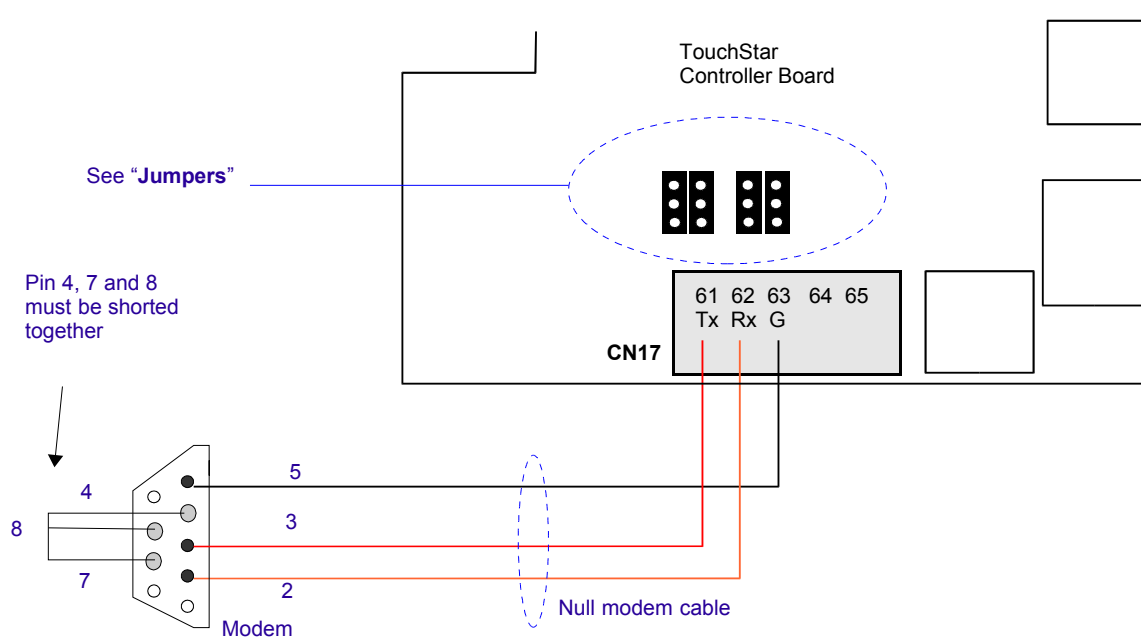 TouchStar
Controller Board
See “Jumpers”
Pin 4, 7 and 8
must be shorted
together
61 62 63 64 65
Tx Rx G
CN17
5
4
3
8
7
2
Null modem cable
Modem